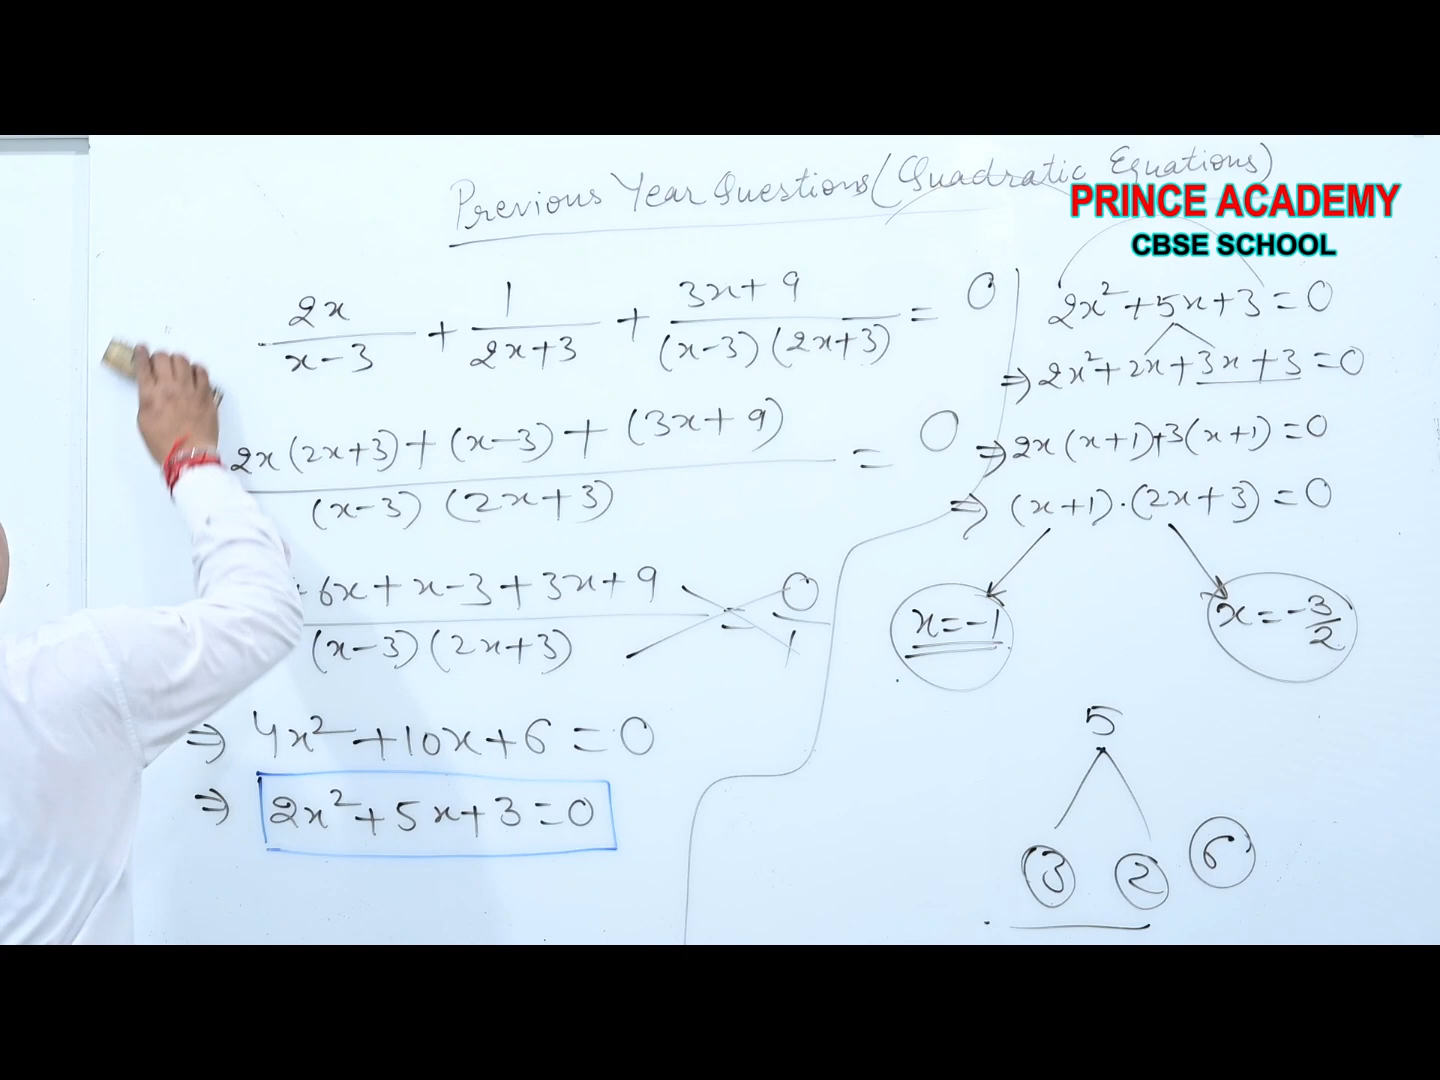 Previous Year Questions (Quadratic Equations)
PRINCE ACADEMY
CBSE SCHOOL
2x/(x-3) + 1/(2x+3) + (3x+9)/((x-3)(2x+3)) = 0
(2x(2x+3)+(x-3)+(3x+9))/((x-3)(2x+3)) = 0
+6x+x-3+3x+9/((x-3)(2x+3)) = 0/1
⇒ 4x²+10x+6=0
⇒ 2x²+5x+3=0
2x²+5x+3=0
⇒ 2x²+2x+3x+3=0
⇒ 2x(x+1)+3(x+1)=0
⇒ (x+1).(2x+3)=0
x=-1
x=-3/2
5
3 2 6